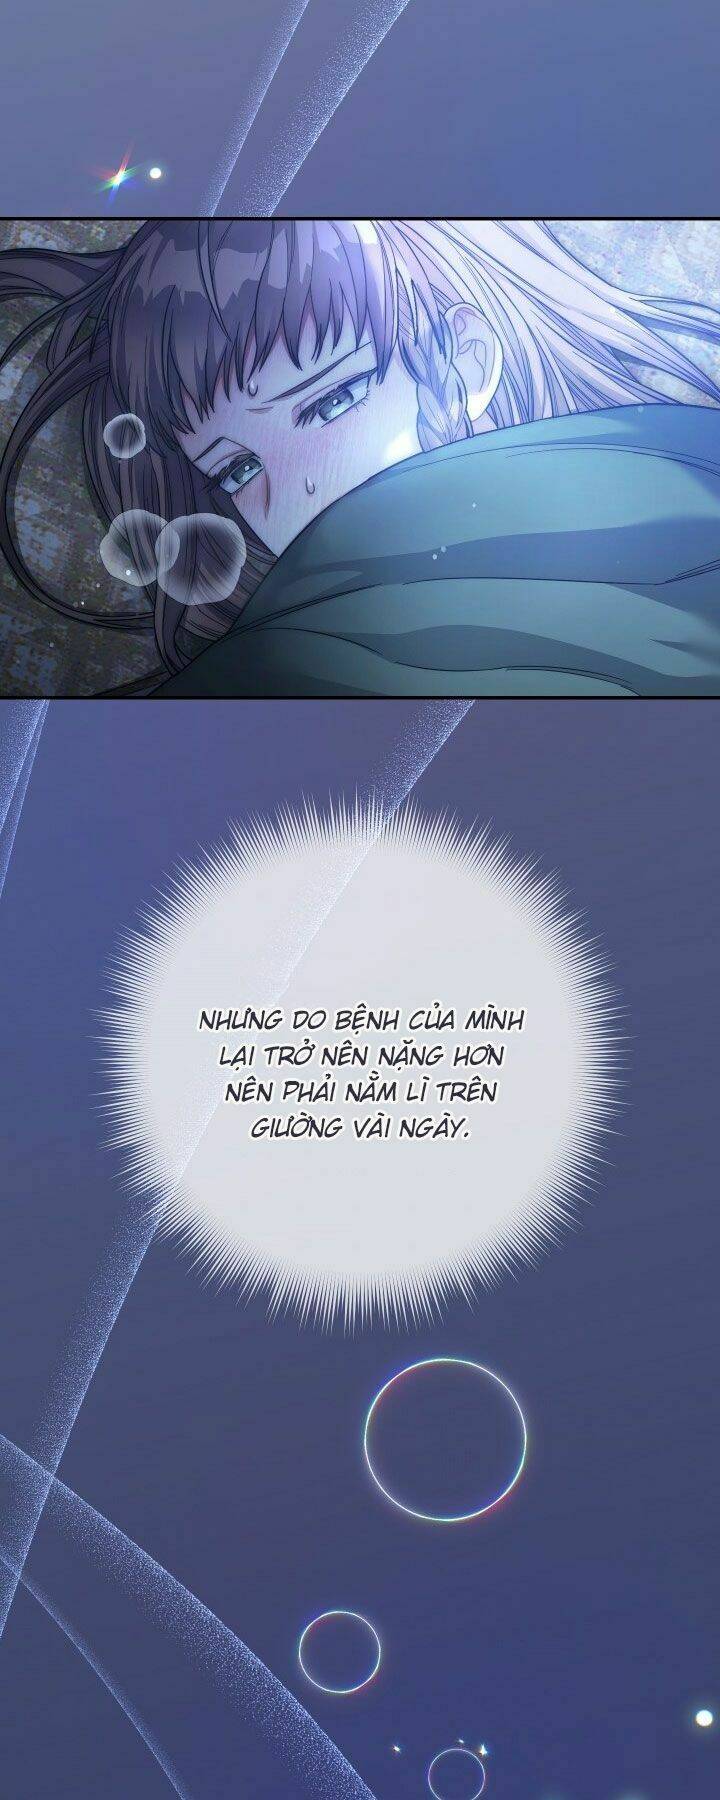 NHƯNG DO BỆNH CỦA MÌNH
LẠI TRỞ NÊN NẶNG HƠN
NÊN PHẢI NẰM LÌ TRÊN
GIƯỜNG VÀI NGÀY.